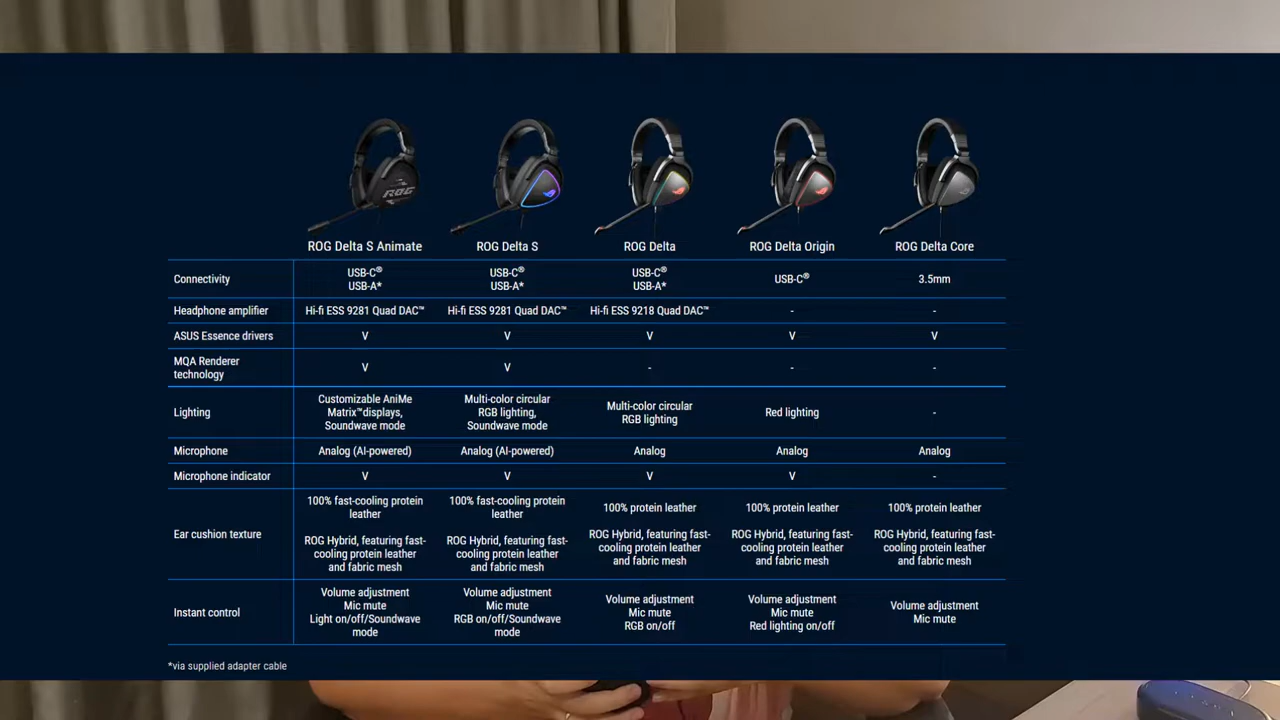 ROG
ROG Delta S Animate
ROG Delta S
ROG Delta
ROG Delta Origin
ROG Delta Core
Connectivity
USB-C®
USB-A*
USB-C®
USB-A*
USB-C®
USB-A*
USB-C®
3.5mm
Headphone amplifier
Hi-fi ESS 9281 Quad DAC™
Hi-fi ESS 9281 Quad DAC™
Hi-fi ESS 9218 Quad DAC™
-
-
ASUS Essence drivers
V
V
V
V
V
MQA Renderer
technology
V
V
-
-
-
Lighting
Customizable AniMe
Matrix™displays,
Soundwave mode
Multi-color circular
RGB lighting,
Soundwave mode
Multi-color circular
RGB lighting
Red lighting
-
Microphone
Analog (AI-powered)
Analog (AI-powered)
Analog
Analog
Analog
Microphone indicator
V
V
V
V
-
Ear cushion texture
100% fast-cooling protein
leather
ROG Hybrid, featuring fast-
cooling protein leather
and fabric mesh
100% fast-cooling protein
leather
ROG Hybrid, featuring fast-
cooling protein leather
and fabric mesh
100% protein leather
ROG Hybrid, featuring fast-
cooling protein leather
and fabric mesh
100% protein leather
ROG Hybrid, featuring fast-
cooling protein leather
and fabric mesh
100% protein leather
ROG Hybrid, featuring fast-
cooling protein leather
and fabric mesh
Instant control
Volume adjustment
Mic mute
Light on/off/Soundwave
mode
Volume adjustment
Mic mute
RGB on/off/Soundwave
mode
Volume adjustment
Mic mute
RGB on/off
Volume adjustment
Mic mute
Red lighting on/off
Volume adjustment
Mic mute
*via supplied adapter cable